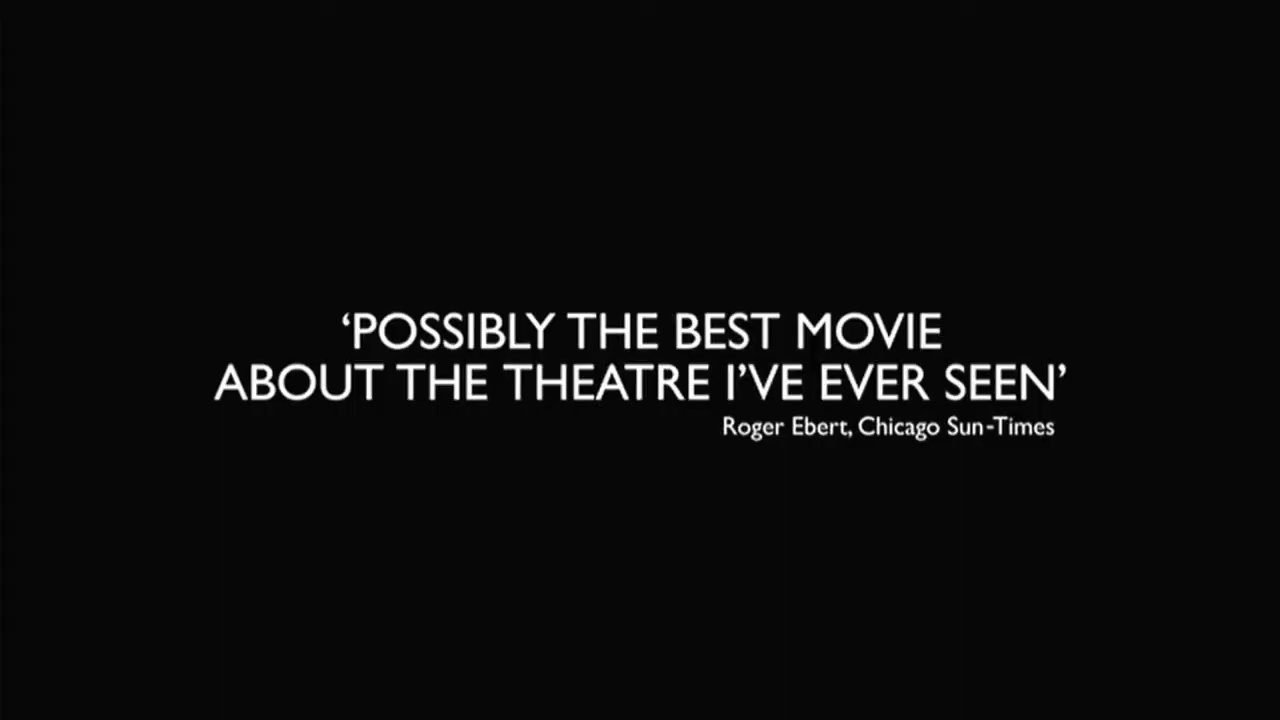 ‘POSSIBLY THE BEST MOVIE
ABOUT THE THEATRE I’VE EVER SEEN’
Roger Ebert, Chicago Sun-Times